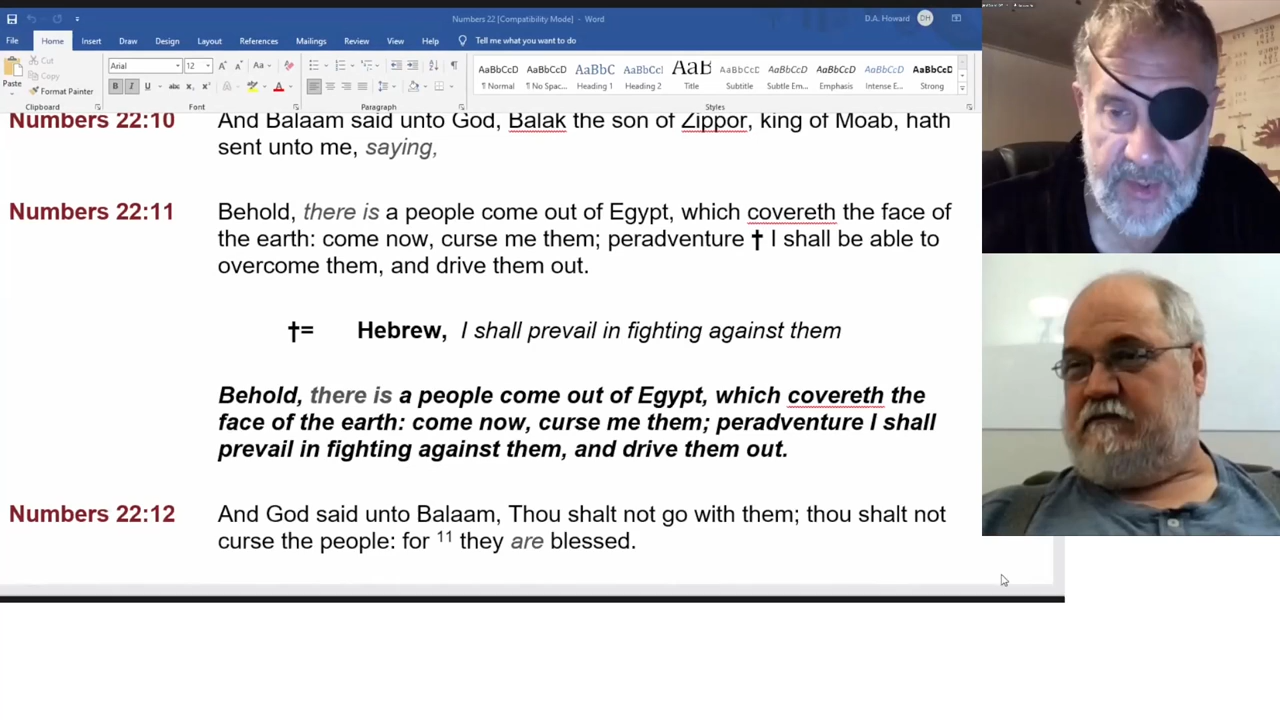 Numbers 22 [Compatibility Mode] - Word
D.A. Howard
DH
File Home Insert Draw Design Layout References Mailings Review View Help Tell me what you want to do
Cut
Copy
Paste
Format Painter
Arial 12
Clipboard Font Paragraph Styles
AaBbCcD AaBbCcD AaBbC AaBbCcI AaB AaBbCcD AaBbCcD AaBbCcD AaBbCcD AaBbCcD
¶ Normal ¶ No Spac... Heading 1 Heading 2 Title Subtitle Subtle Em... Emphasis Intense E... Strong
Numbers 22:10 And Balaam said unto God, Balak the son of Zippor, king of Moab, hath
sent unto me, saying,
Numbers 22:11 Behold, there is a people come out of Egypt, which covereth the face of
the earth: come now, curse me them; peradventure † I shall be able to
overcome them, and drive them out.
†= Hebrew, I shall prevail in fighting against them
Behold, there is a people come out of Egypt, which covereth the
face of the earth: come now, curse me them; peradventure I shall
prevail in fighting against them, and drive them out.
Numbers 22:12 And God said unto Balaam, Thou shalt not go with them; thou shalt not
curse the people: for 11 they are blessed.